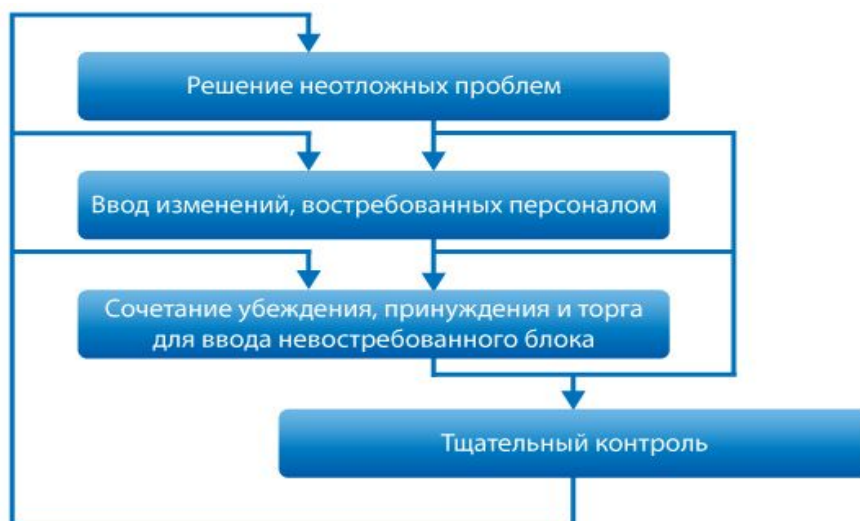 Решение неотложных проблем
Ввод изменений, востребованных персоналом
Сочетание убеждения, принуждения и торга
для ввода невостребованного блока
Тщательный контроль